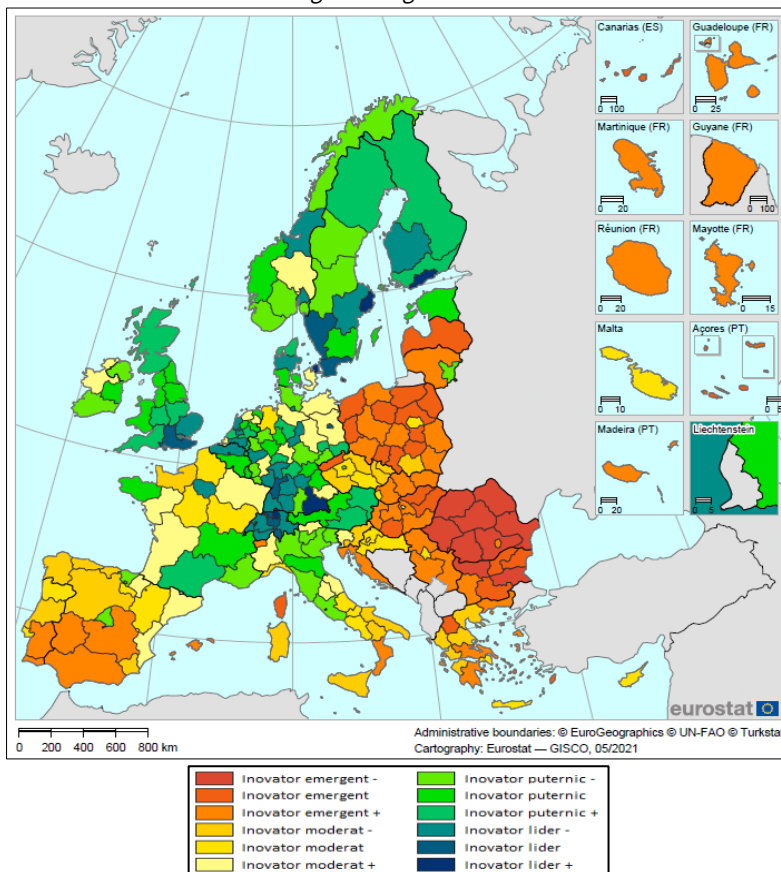 Canarias (ES)
0 100
Guadeloupe (FR)
0 25
Martinique (FR)
0 20
Guyane (FR)
0 100
Réunion (FR)
0 20
Mayotte (FR)
0 15
Malta
0 10
Açores (PT)
Madeira (PT)
0 20
Liechtenstein
0 5
eurostat
0 200 400 600 800 km
Administrative boundaries: © EuroGeographics © UN-FAO © Turkstat
Cartography: Eurostat — GISCO, 05/2021
Inovator emergent -
Inovator emergent
Inovator emergent +
Inovator moderat -
Inovator moderat
Inovator moderat +
Inovator puternic -
Inovator puternic
Inovator puternic +
Inovator lider -
Inovator lider
Inovator lider +